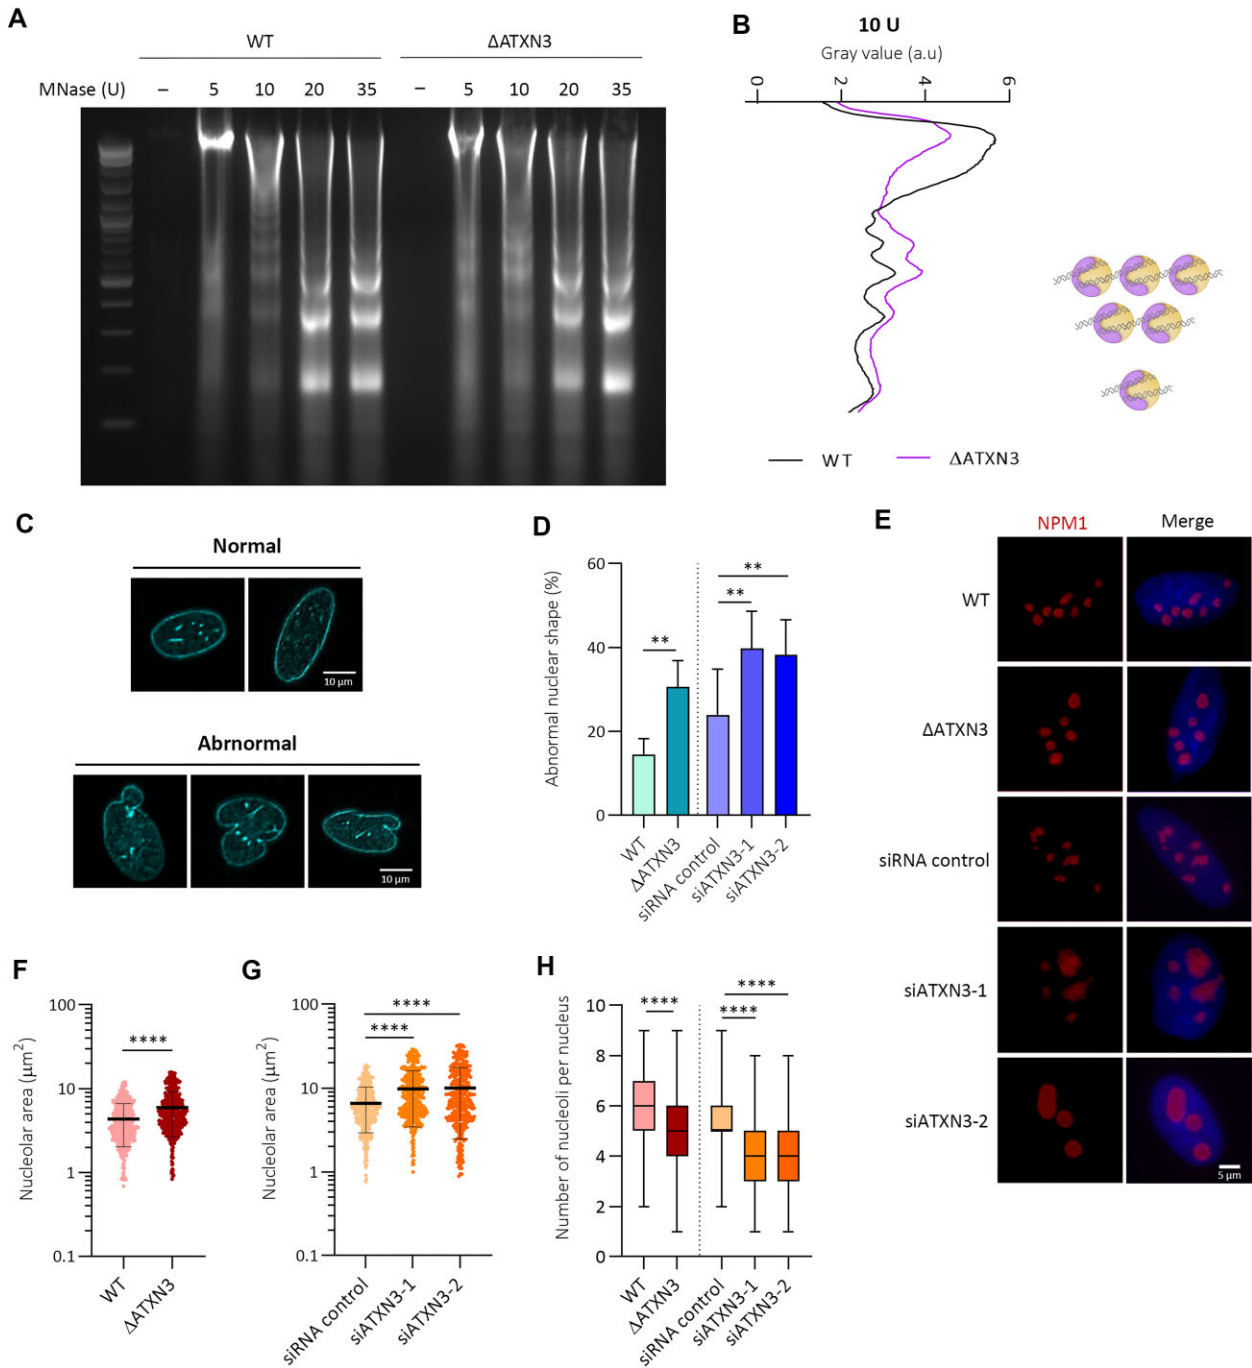 A
WT
ΔATXN3
MNase (U)
– 5 10 20 35 – 5 10 20 35
B
10 U
Gray value (a.u)
0 2 4 6
WT ΔATXN3
C
Normal
10 µm
Abrnormal
10 µm
D
Abnormal nuclear shape (%)
60
40
20
0
**
**
**
WT
ΔATXN3
siRNA control
siATXN3-1
siATXN3-2
E
NPM1 Merge
WT
ΔATXN3
siRNA control
siATXN3-1
siATXN3-2
5 µm
F
Nucleolar area (µm²)
100
10
1
0.1
****
WT
ΔATXN3
G
Nucleolar area (µm²)
100
10
1
0.1
****
****
siRNA control
siATXN3-1
siATXN3-2
H
Number of nucleoli per nucleus
10
8
6
4
2
0
****
****
****
WT
ΔATXN3
siRNA control
siATXN3-1
siATXN3-2